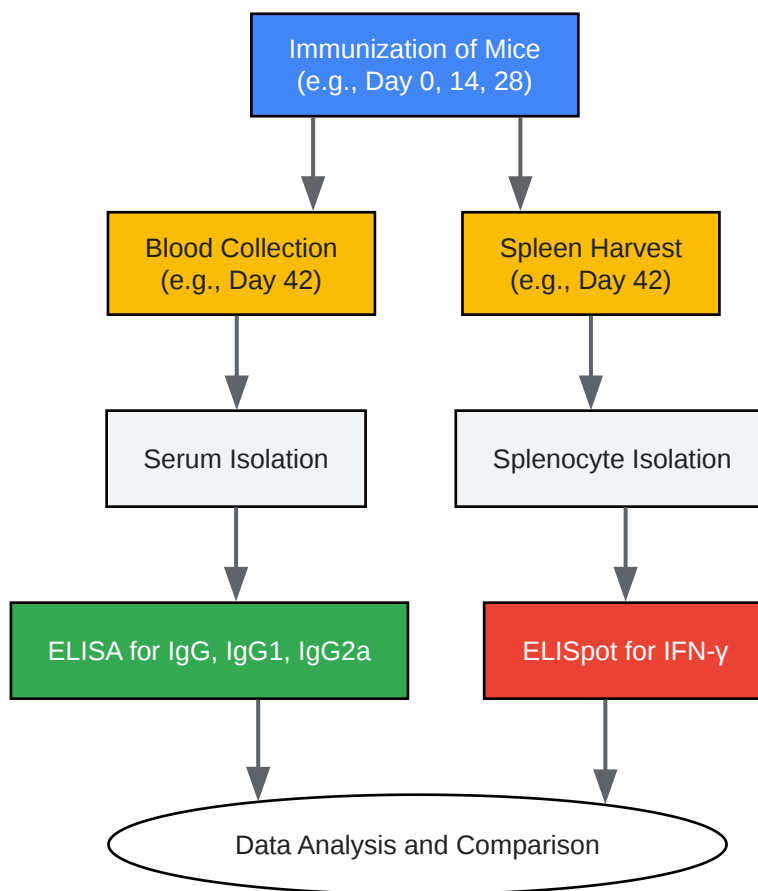 Immunization of Mice
(e.g., Day 0, 14, 28)
Blood Collection
(e.g., Day 42)
Spleen Harvest
(e.g., Day 42)
Serum Isolation
Splenocyte Isolation
ELISA for IgG, IgG1, IgG2a
ELISpot for IFN-γ
Data Analysis and Comparison